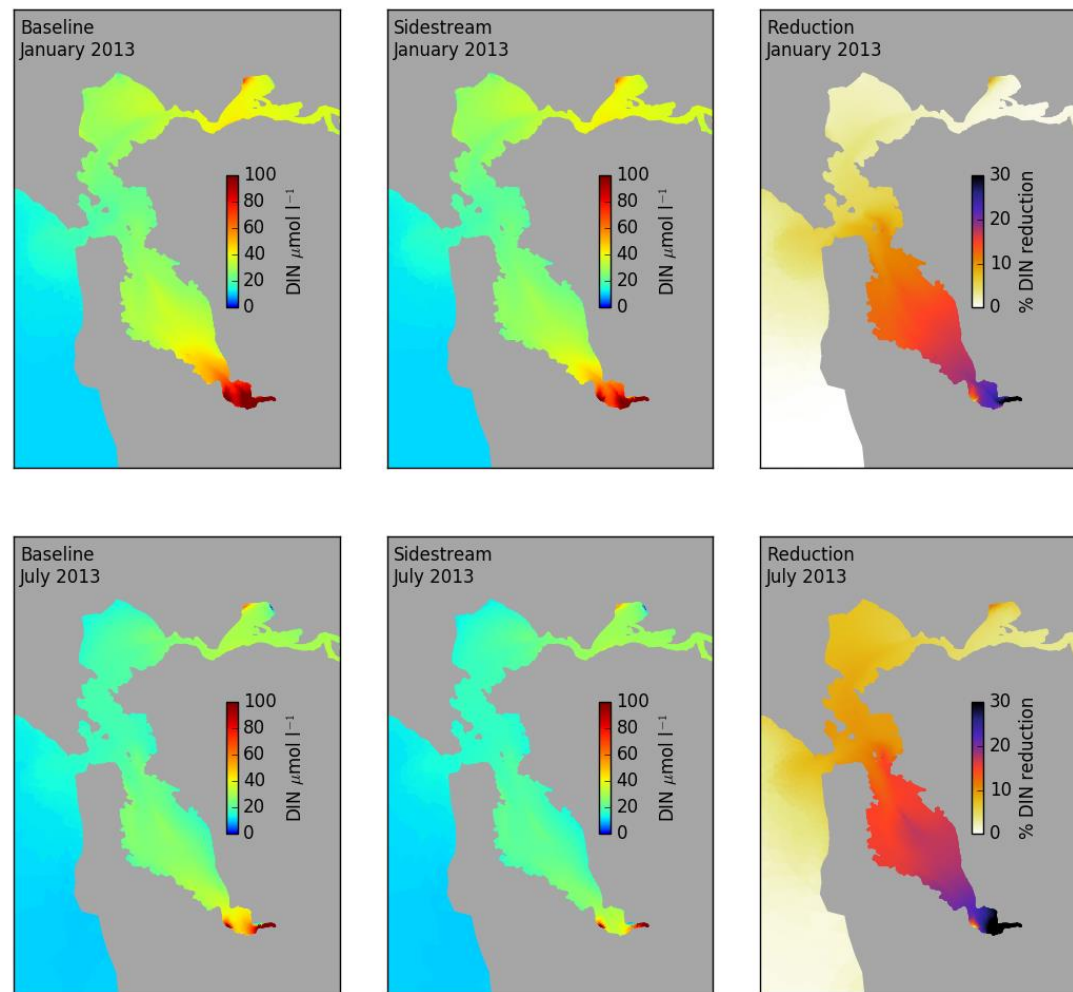 Baseline
January 2013
100
80
60
40
20
0
DIN μmol l⁻¹
Sidestream
January 2013
100
80
60
40
20
0
DIN μmol l⁻¹
Reduction
January 2013
30
20
10
0
% DIN reduction
Baseline
July 2013
100
80
60
40
20
0
DIN μmol l⁻¹
Sidestream
July 2013
100
80
60
40
20
0
DIN μmol l⁻¹
Reduction
July 2013
30
20
10
0
% DIN reduction